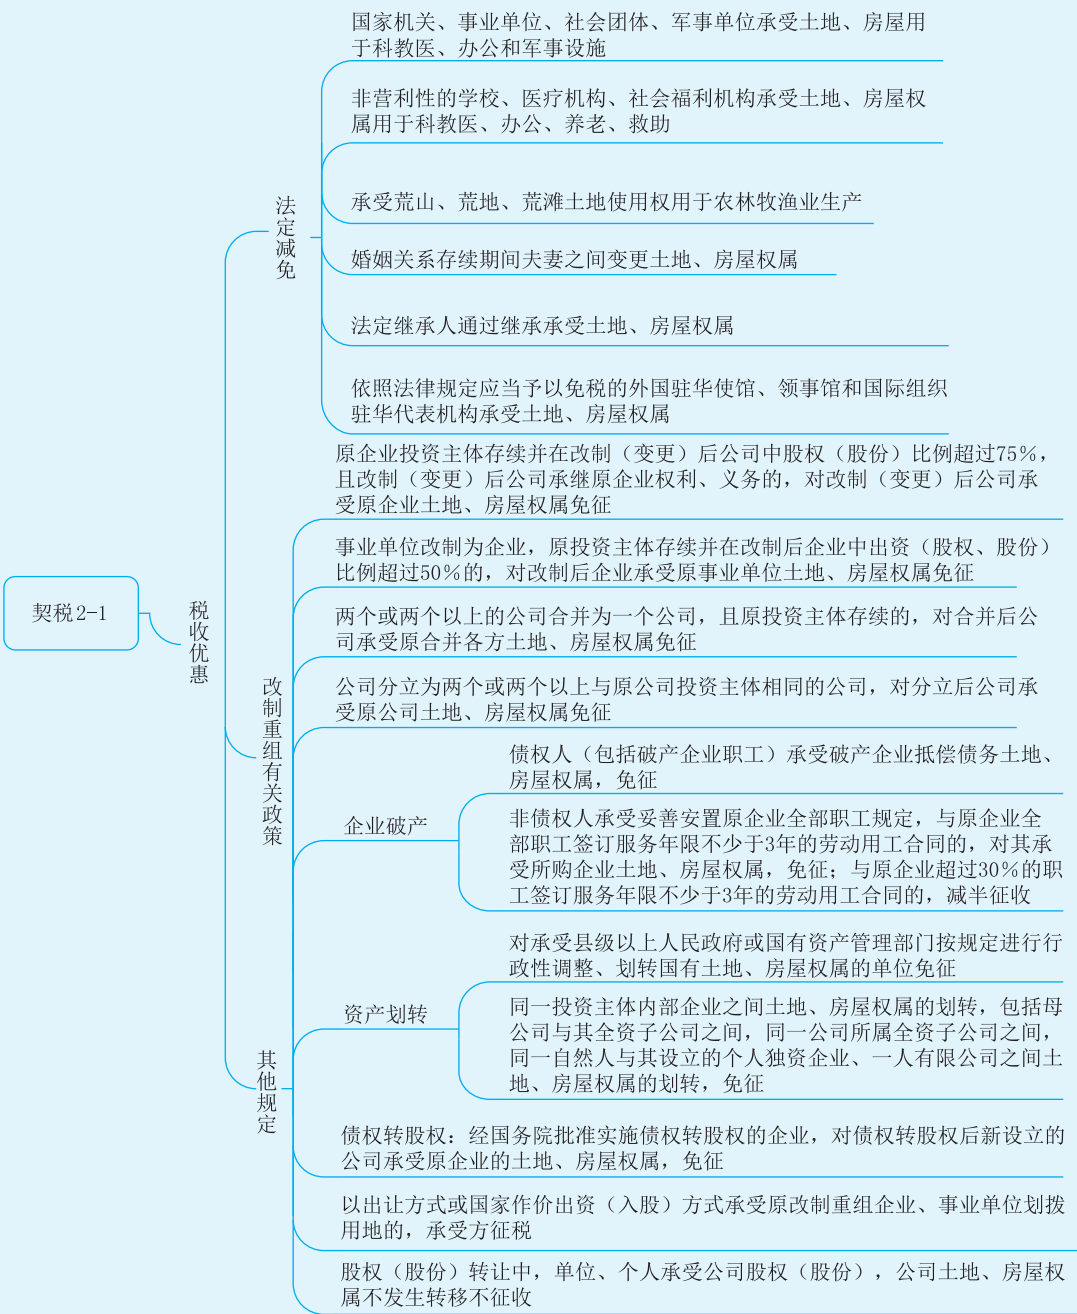 国家机关、事业单位、社会团体、军事单位承受土地、房屋用
于科教医、办公和军事设施
非营利性的学校、医疗机构、社会福利机构承受土地、房屋权
属用于科教医、办公、养老、救助
承受荒山、荒地、荒滩土地使用权用于农林牧渔业生产
法定减免
婚姻关系存续期间夫妻之间变更土地、房屋权属
法定继承人通过继承承受土地、房屋权属
依照法律规定应当予以免税的外国驻华使馆、领事馆和国际组织
驻华代表机构承受土地、房屋权属
原企业投资主体存续并在改制（变更）后公司中股权（股份）比例超过75%，
且改制（变更）后公司承继原企业权利、义务的，对改制（变更）后公司承
受原企业土地、房屋权属免征
事业单位改制为企业，原投资主体存续并在改制后企业中出资（股权、股份）
比例超过50%的，对改制后企业承受原事业单位土地、房屋权属免征
契税2-1
税收优惠
两个或两个以上的公司合并为一个公司，且原投资主体存续的，对合并后公
司承受原合并各方土地、房屋权属免征
公司分立为两个或两个以上与原公司投资主体相同的公司，对分立后公司承
受原公司土地、房屋权属免征
改制重组有关政策
债权人（包括破产企业职工）承受破产企业抵偿债务土地、
房屋权属，免征
企业破产
非债权人承受妥善安置原企业全部职工规定，与原企业全
部职工签订服务年限不少于3年的劳动用工合同的，对其承
受所购企业土地、房屋权属，免征；与原企业超过30%的职
工签订服务年限不少于3年的劳动用工合同的，减半征收
对承受县级以上人民政府或国有资产管理部门按规定进行行
政性调整、划转国有土地、房屋权属的单位免征
资产划转
同一投资主体内部企业之间土地、房屋权属的划转，包括母
公司与其全资子公司之间，同一公司所属全资子公司之间，
同一自然人与其设立的个人独资企业、一人有限公司之间土
地、房屋权属的划转，免征
其他规定
债权转股权：经国务院批准实施债权转股权的企业，对债权转股权后新设立的
公司承受原企业的土地、房屋权属，免征
以出让方式或国家作价出资（入股）方式承受原改制重组企业、事业单位划拨
用地的，承受方征税
股权（股份）转让中，单位、个人承受公司股权（股份），公司土地、房屋权
属不发生转移不征收